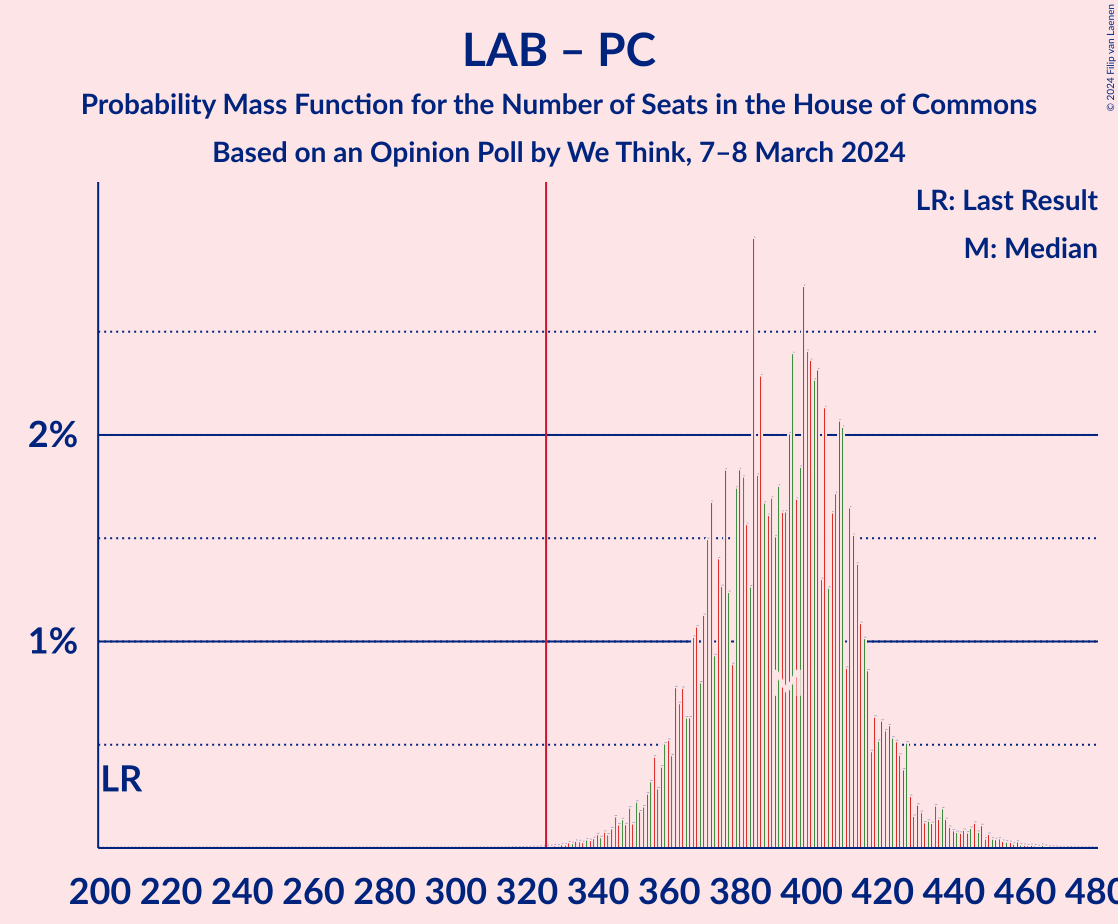 LAB – PC
Probability Mass Function for the Number of Seats in the House of Commons
Based on an Opinion Poll by We Think, 7–8 March 2024
© 2024 Filip van Laenen
LR: Last Result
M: Median
2%
1%
LR
M
200 220 240 260 280 300 320 340 360 380 400 420 440 460 480